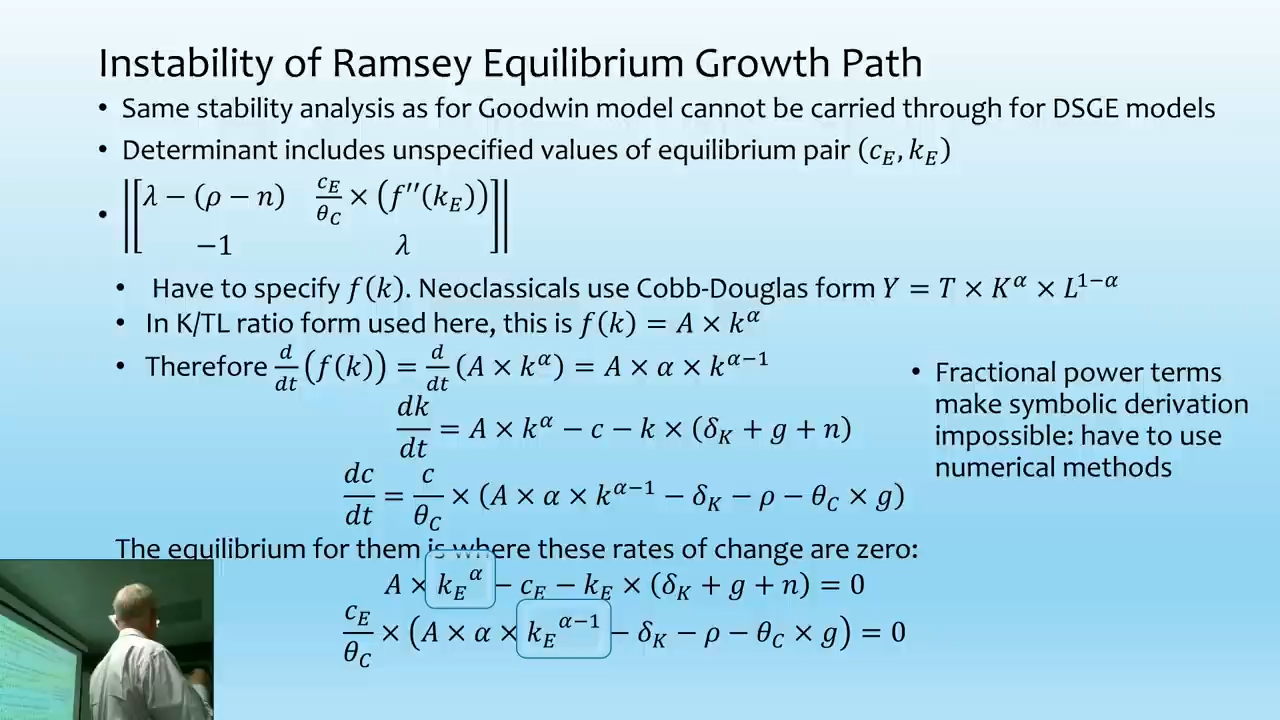 Instability of Ramsey Equilibrium Growth Path
• Same stability analysis as for Goodwin model cannot be carried through for DSGE models
• Determinant includes unspecified values of equilibrium pair (c_E, k_E)
• |[λ − (ρ − n) c_E/θ_C × (f′′(k_E))
−1 λ]|
• Have to specify f(k). Neoclassicals use Cobb-Douglas form Y = T × K^α × L^(1−α)
• In K/TL ratio form used here, this is f(k) = A × k^α
• Therefore d/dt (f(k)) = d/dt (A × k^α) = A × α × k^(α−1)
dk/dt = A × k^α − c − k × (δ_K + g + n)
dc/dt = c/θ_C × (A × α × k^(α−1) − δ_K − ρ − θ_C × g)
• Fractional power terms
make symbolic derivation
impossible: have to use
numerical methods
The equilibrium for them is where these rates of change are zero:
A × k_E^α − c_E − k_E × (δ_K + g + n) = 0
c_E/θ_C × (A × α × k_E^(α−1) − δ_K − ρ − θ_C × g) = 0